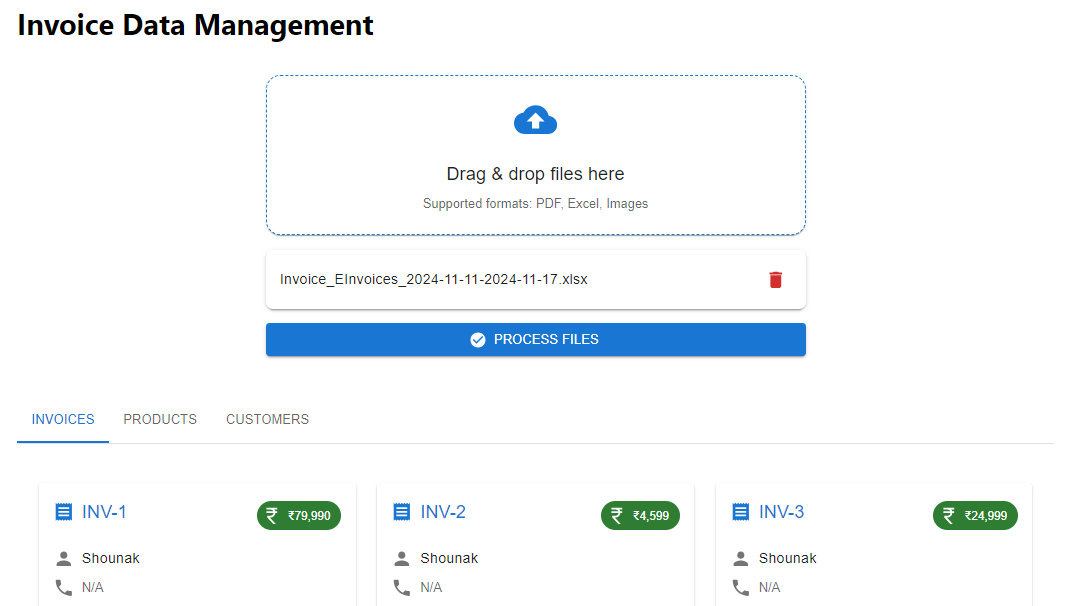 Invoice Data Management
Drag & drop files here
Supported formats: PDF, Excel, Images
Invoice_EInvoices_2024-11-11-2024-11-17.xlsx
PROCESS FILES
INVOICES PRODUCTS CUSTOMERS
INV-1 ₹ ₹79,990 INV-2 ₹ ₹4,599 INV-3 ₹ ₹24,999
Shounak Shounak Shounak
N/A N/A N/A